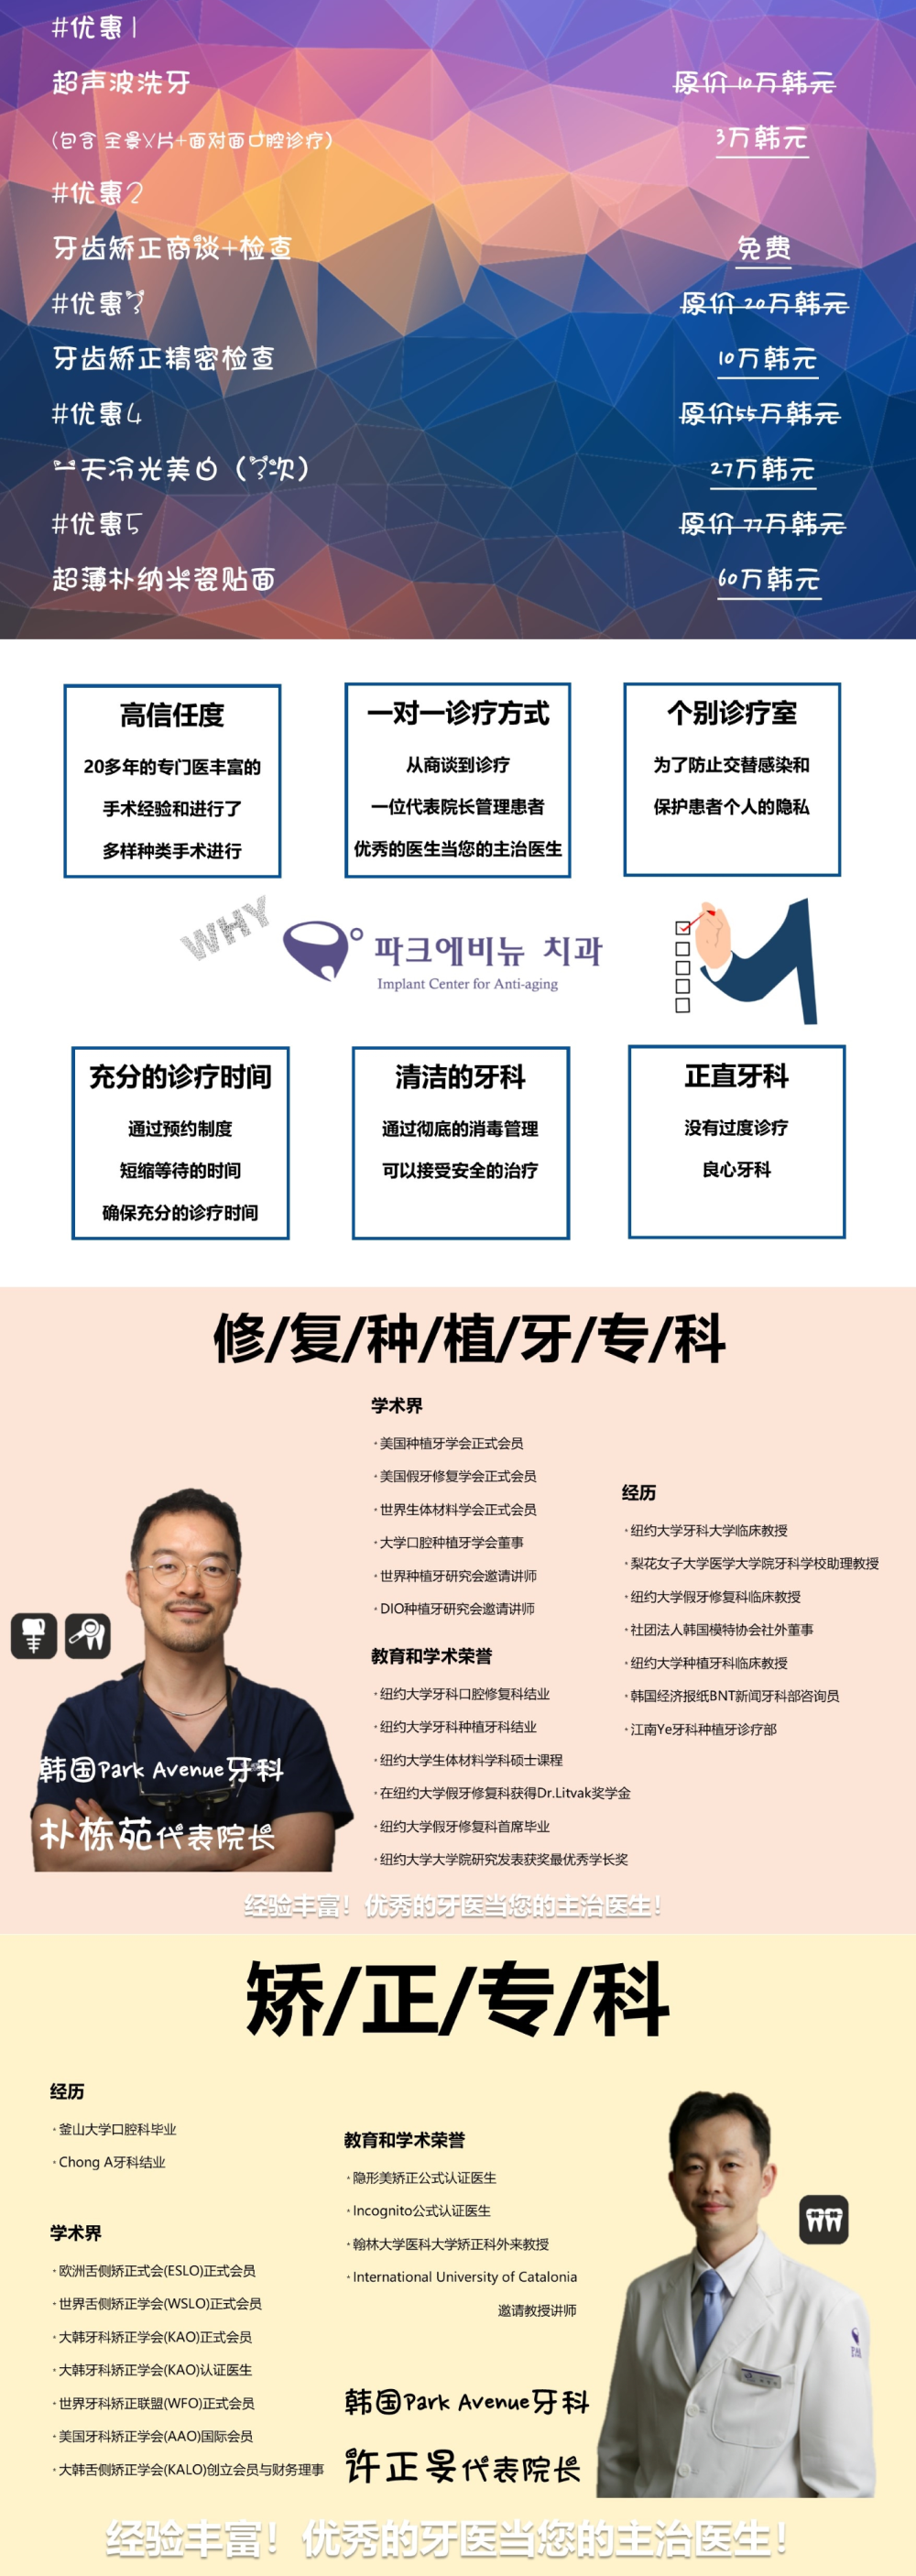 #优惠1
超声波洗牙
原价 10万韩元
(包含 全景X片+面对面口腔诊疗)
3万韩元
#优惠2
牙齿矫正商谈+检查
免费
#优惠3
原价 20万韩元
牙齿矫正精密检查
10万韩元
#优惠4
原价55万韩元
一天冷光美白（3次）
27万韩元
#优惠5
原价 77万韩元
超薄朴纳米瓷贴面
60万韩元
高信任度
20多年的专门医丰富的
手术经验和进行了
多样种类手术进行
一对一诊疗方式
从商谈到诊疗
一位代表院长管理患者
优秀的医生当您的主治医生
个别诊疗室
为了防止交替感染和
保护患者个人的隐私
WHY
파크에비뉴 치과
Implant Center for Anti-aging
充分的诊疗时间
通过预约制度
短缩等待的时间
确保充分的诊疗时间
清洁的牙科
通过彻底的消毒管理
可以接受安全的治疗
正直牙科
没有过度诊疗
良心牙科
修/复/种/植/牙/专/科
学术界
·美国种植牙学会正式会员
·美国假牙修复学会正式会员
·世界生体材料学会正式会员
·大学口腔种植牙学会董事
·世界种植牙研究会邀请讲师
·DIO种植牙研究会邀请讲师
教育和学术荣誉
·纽约大学牙科口腔修复科结业
·纽约大学牙科种植牙科结业
·纽约大学生体材料学科硕士课程
·在纽约大学假牙修复科获得Dr.Litvak奖学金
·纽约大学假牙修复科首席毕业
·纽约大学大学院研究发表获奖最优秀学长奖
经历
·纽约大学牙科大学临床教授
·梨花女子大学医学大学院牙科学校助理教授
·纽约大学假牙修复科临床教授
·社团法人韩国模特协会社外董事
·纽约大学种植牙科临床教授
·韩国经济报纸BNT新闻牙科部咨询员
·江南Ye牙科种植牙诊疗部
韩国Park Avenue牙科
朴栋苑代表院长
经验丰富！优秀的牙医当您的主治医生！
矫/正/专/科
经历
·釜山大学口腔科毕业
·Chong A牙科结业
学术界
·欧洲舌侧矫正式会(ESLO)正式会员
·世界舌侧矫正学会(WSLO)正式会员
·大韩牙科矫正学会(KAO)正式会员
·大韩牙科矫正学会(KAO)认证医生
·世界牙科矫正联盟(WFO)正式会员
·美国牙科矫正学会(AAO)国际会员
·大韩舌侧矫正学会(KALO)创立会员与财务理事
教育和学术荣誉
·隐形美矫正公式认证医生
·Incognito公式认证医生
·翰林大学医科大学矫正科外来教授
·International University of Catalonia
邀请教授讲师
韩国Park Avenue牙科
许正旻代表院长
经验丰富！优秀的牙医当您的主治医生！